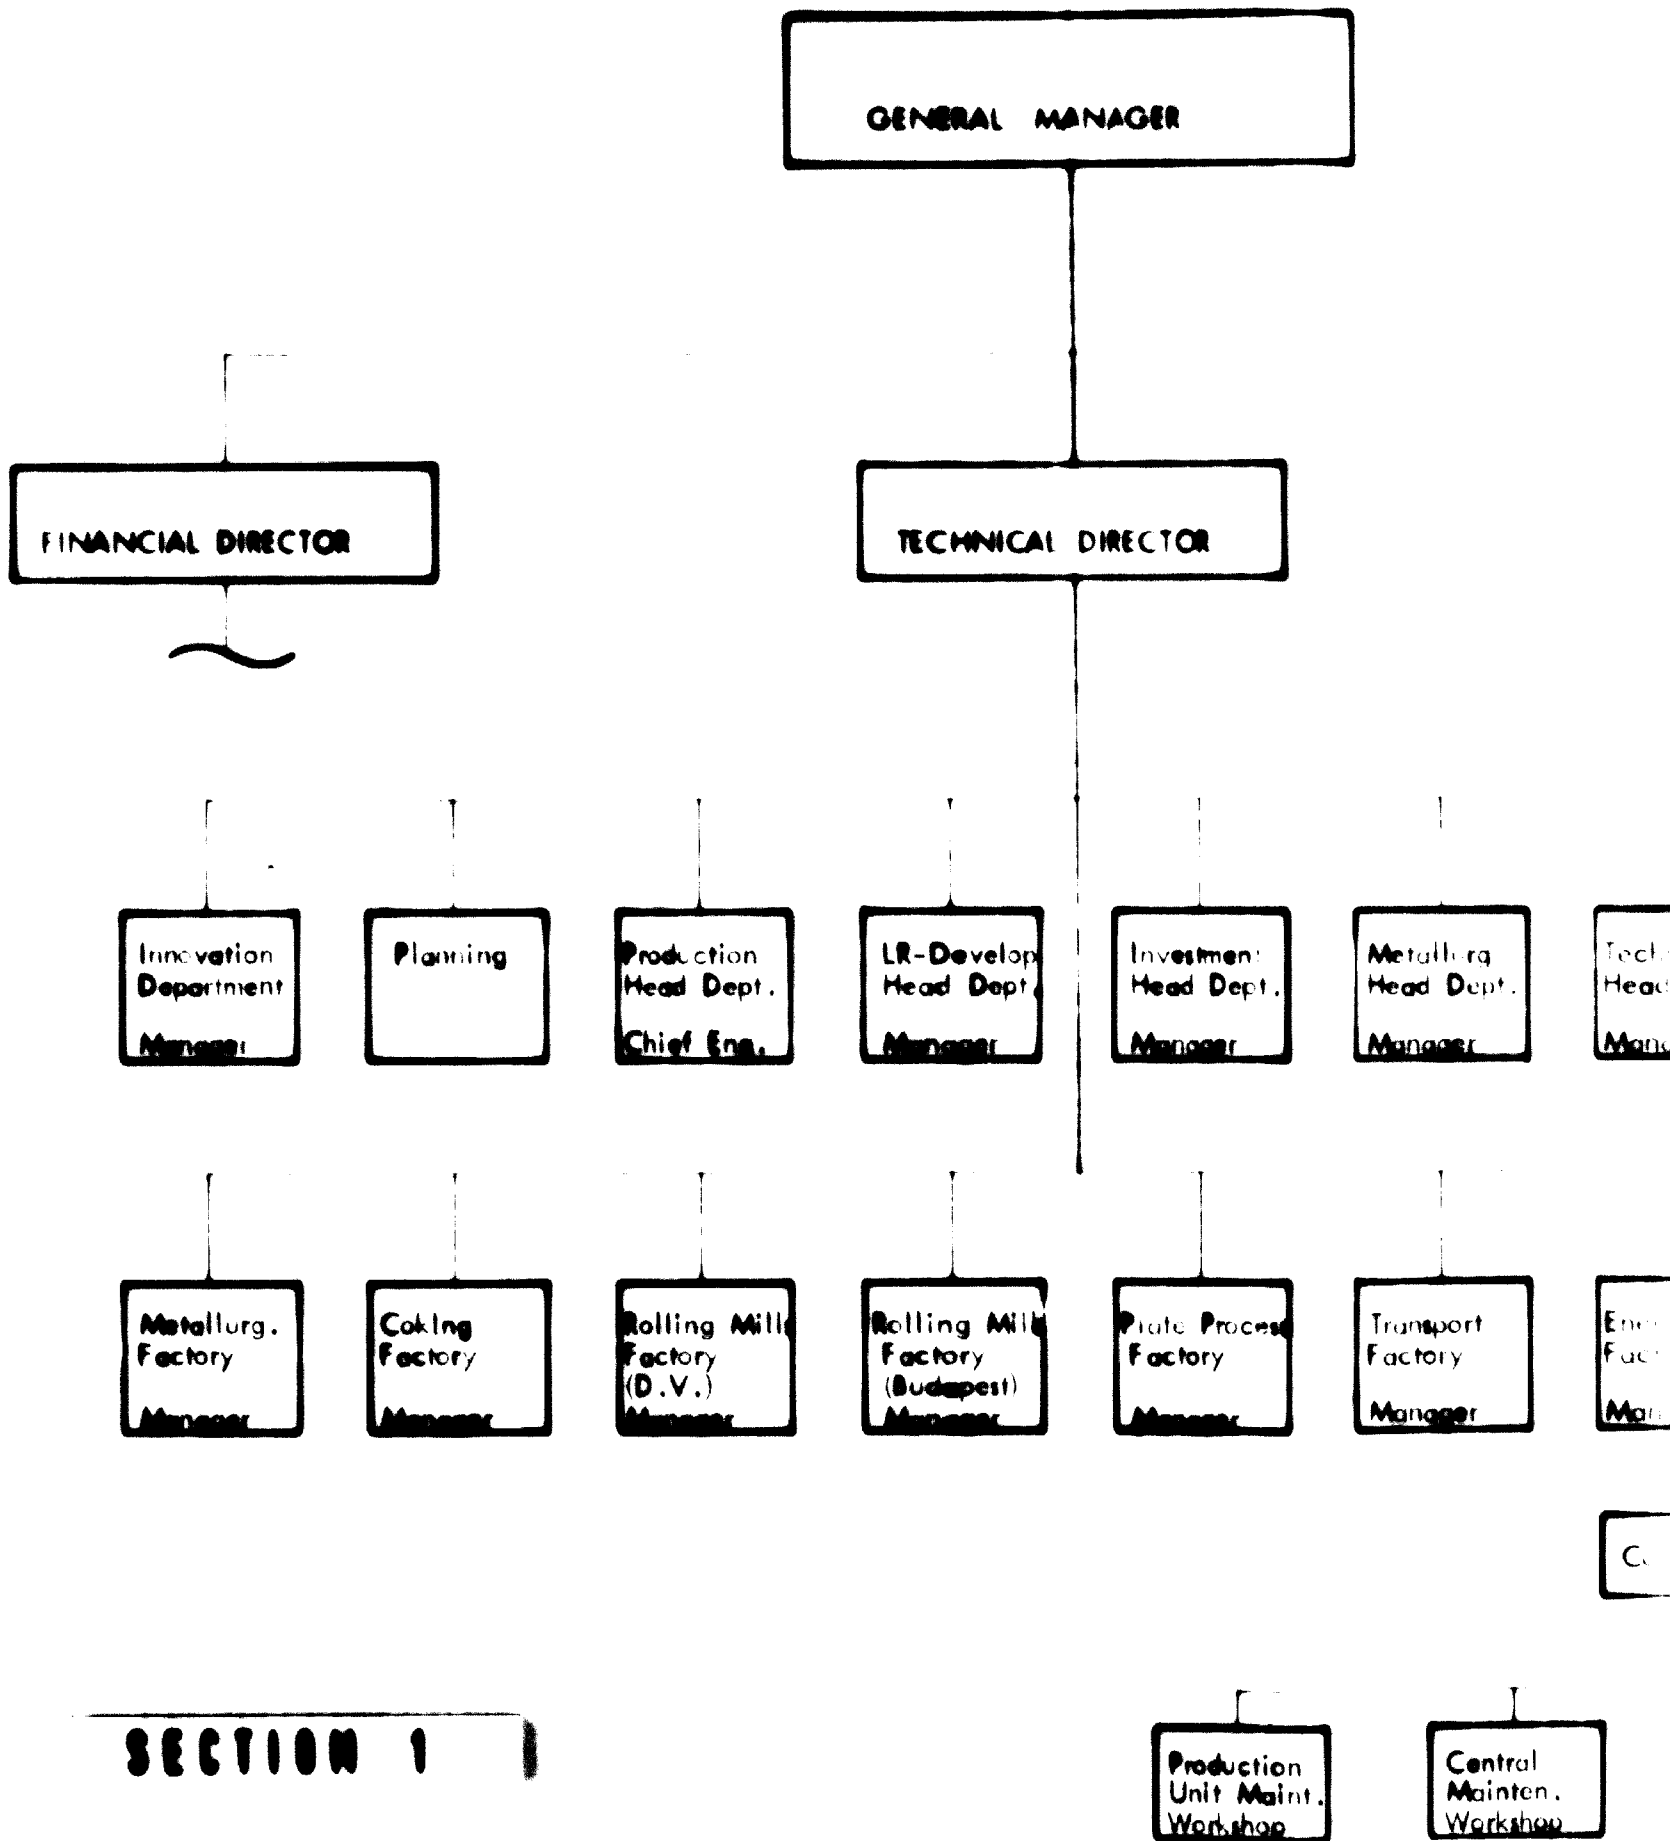 GENERAL MANAGER
FINANCIAL DIRECTOR
TECHNICAL DIRECTOR
Innovation
Department
Manager
Planning
Production
Head Dept.
Chief Eng.
LR-Develop
Head Dept.
Manager
Investment
Head Dept.
Manager
Metallurg
Head Dept.
Manager
Head
Metallurg.
Factory
Manager
Coking
Factory
Manager
Rolling Mill
Factory
(D.V.)
Manager
Rolling Mill
Factory
(Budapest)
Manager
Plate Process
Factory
Manager
Transport
Factory
Manager
SECTION 1
Production
Unit Maint.
Workshop
Central
Mainten.
Workshop